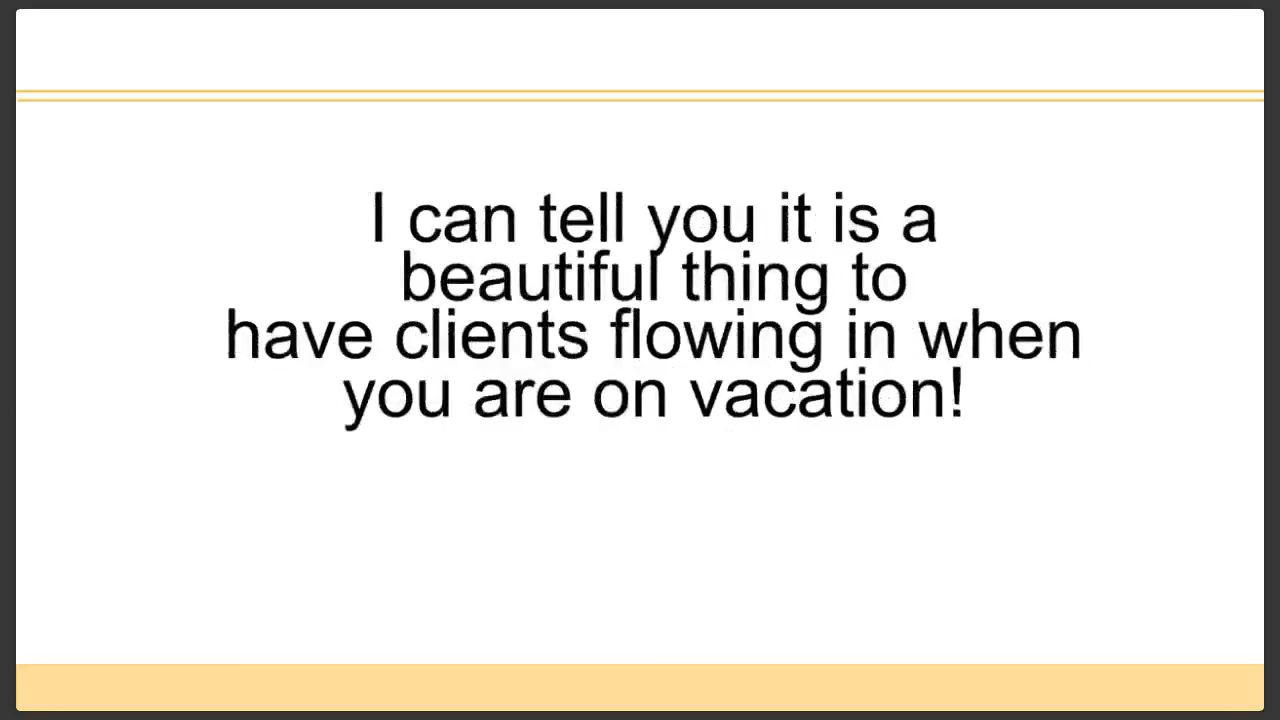 I can tell you it is a
beautiful thing to
have clients flowing in when
you are on vacation!